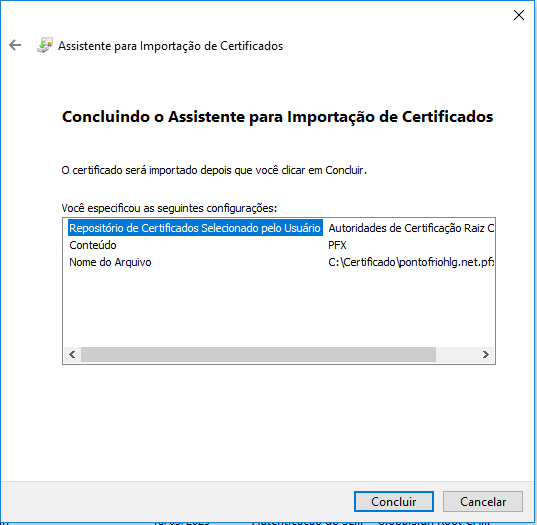 Assistente para Importação de Certificados
Concluindo o Assistente para Importação de Certificados
O certificado será importado depois que você clicar em Concluir.
Você especificou as seguintes configurações:
Repositório de Certificados Selecionado pelo Usuário Autoridades de Certificação Raiz C
Conteúdo PFX
Nome do Arquivo C:\Certificado\pontofriohlg.net.pfx
Concluir Cancelar